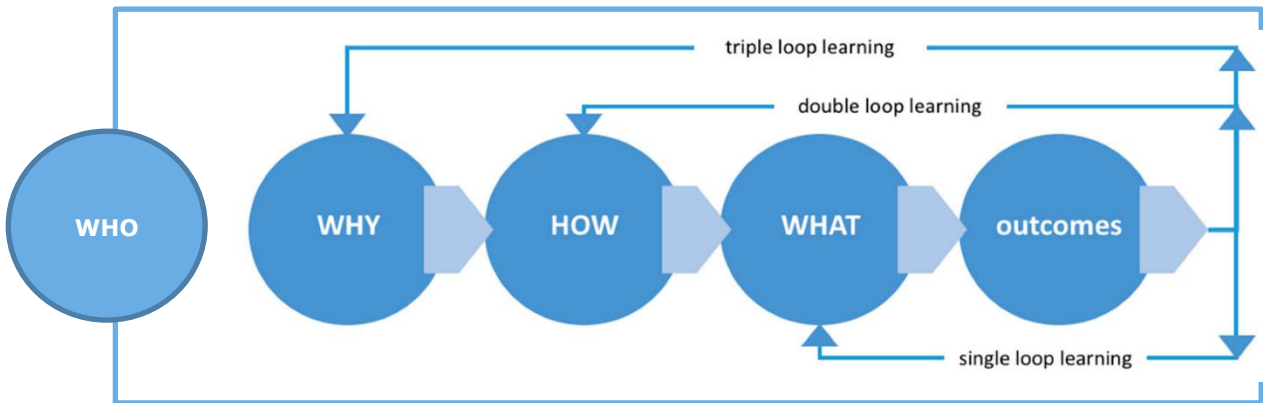 triple loop learning
double loop learning
WHO
WHY
HOW
WHAT
outcomes
single loop learning